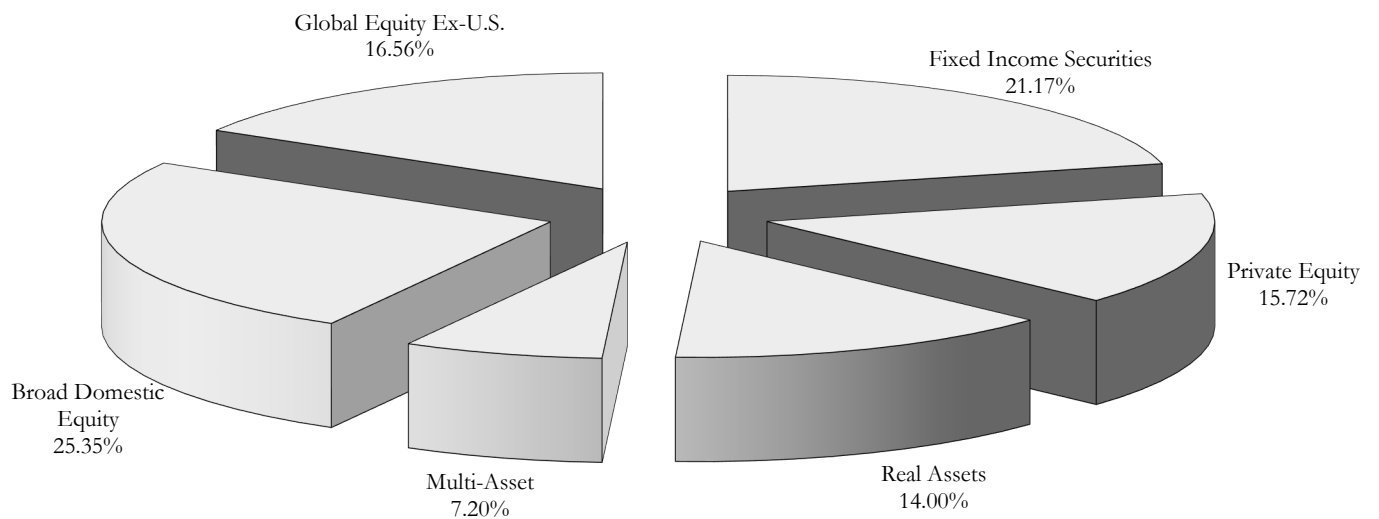 Global Equity Ex-U.S.
16.56%
Fixed Income Securities
21.17%
Private Equity
15.72%
Broad Domestic
Equity
25.35%
Multi-Asset
7.20%
Real Assets
14.00%